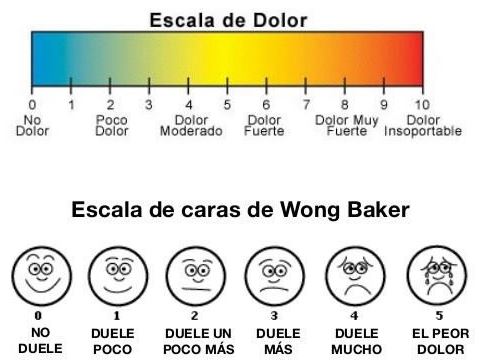 Escala de Dolor
0 1 2 3 4 5 6 7 8 9 10
No Poco Dolor Dolor Dolor Muy Dolor
Dolor Dolor Moderado Fuerte Fuerte Insoportable
Escala de caras de Wong Baker
0 1 2 3 4 5
NO DUELE DUELE UN DUELE DUELE EL PEOR
DUELE POCO POCO MÁS MÁS MUCHO DOLOR